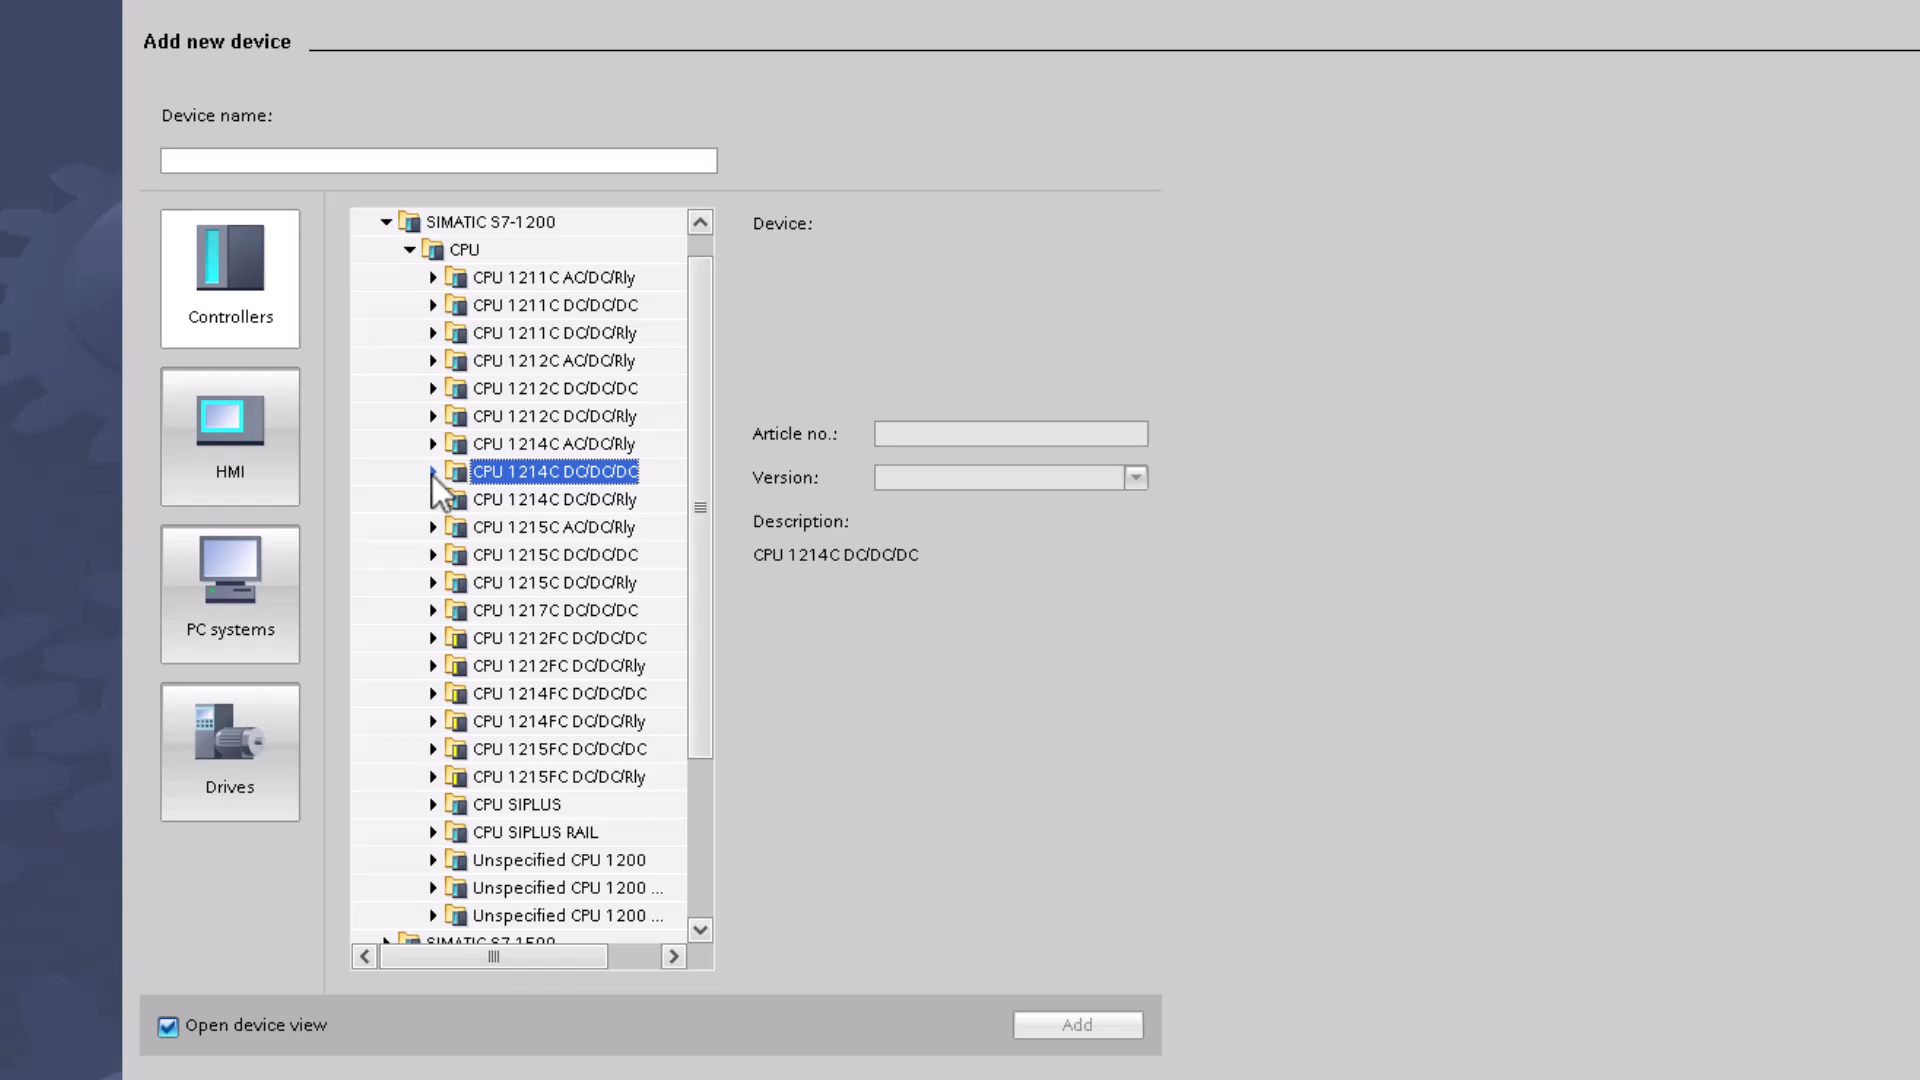 Add new device
Device name:
Controllers
HMI
PC systems
Drives
SIMATIC S7-1200
CPU
CPU 1211C AC/DC/Rly
CPU 1211C DC/DC/DC
CPU 1211C DC/DC/Rly
CPU 1212C AC/DC/Rly
CPU 1212C DC/DC/DC
CPU 1212C DC/DC/Rly
CPU 1214C AC/DC/Rly
CPU 1214C DC/DC/DC
CPU 1214C DC/DC/Rly
CPU 1215C AC/DC/Rly
CPU 1215C DC/DC/DC
CPU 1215C DC/DC/Rly
CPU 1217C DC/DC/DC
CPU 1212FC DC/DC/DC
CPU 1212FC DC/DC/Rly
CPU 1214FC DC/DC/DC
CPU 1214FC DC/DC/Rly
CPU 1215FC DC/DC/DC
CPU 1215FC DC/DC/Rly
CPU SIPLUS
CPU SIPLUS RAIL
Unspecified CPU 1200
Unspecified CPU 1200 ...
Unspecified CPU 1200 ...
SIMATIC S7-1500
Device:
Article no.:
Version:
Description:
CPU 1214C DC/DC/DC
Open device view
Add